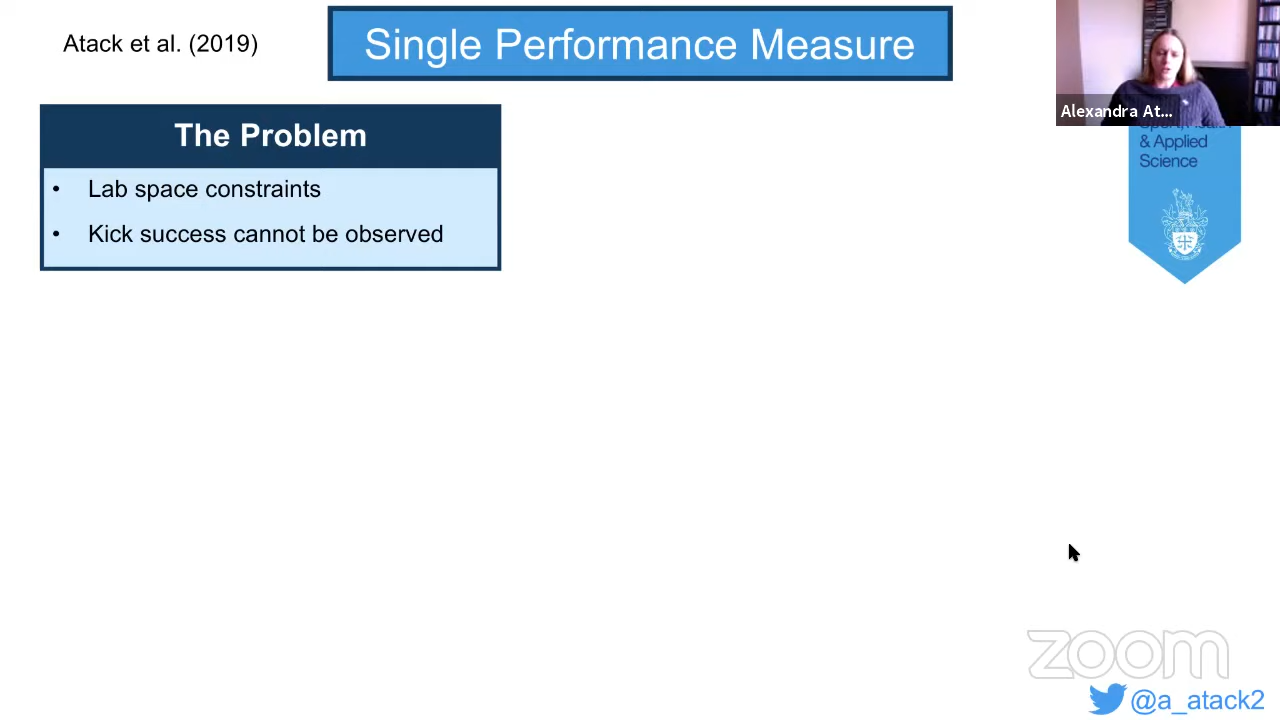 Atack et al. (2019)
Single Performance Measure
Alexandra At...
The Problem
• Lab space constraints
• Kick success cannot be observed
& Applied
Science
zoom
@a_atack2